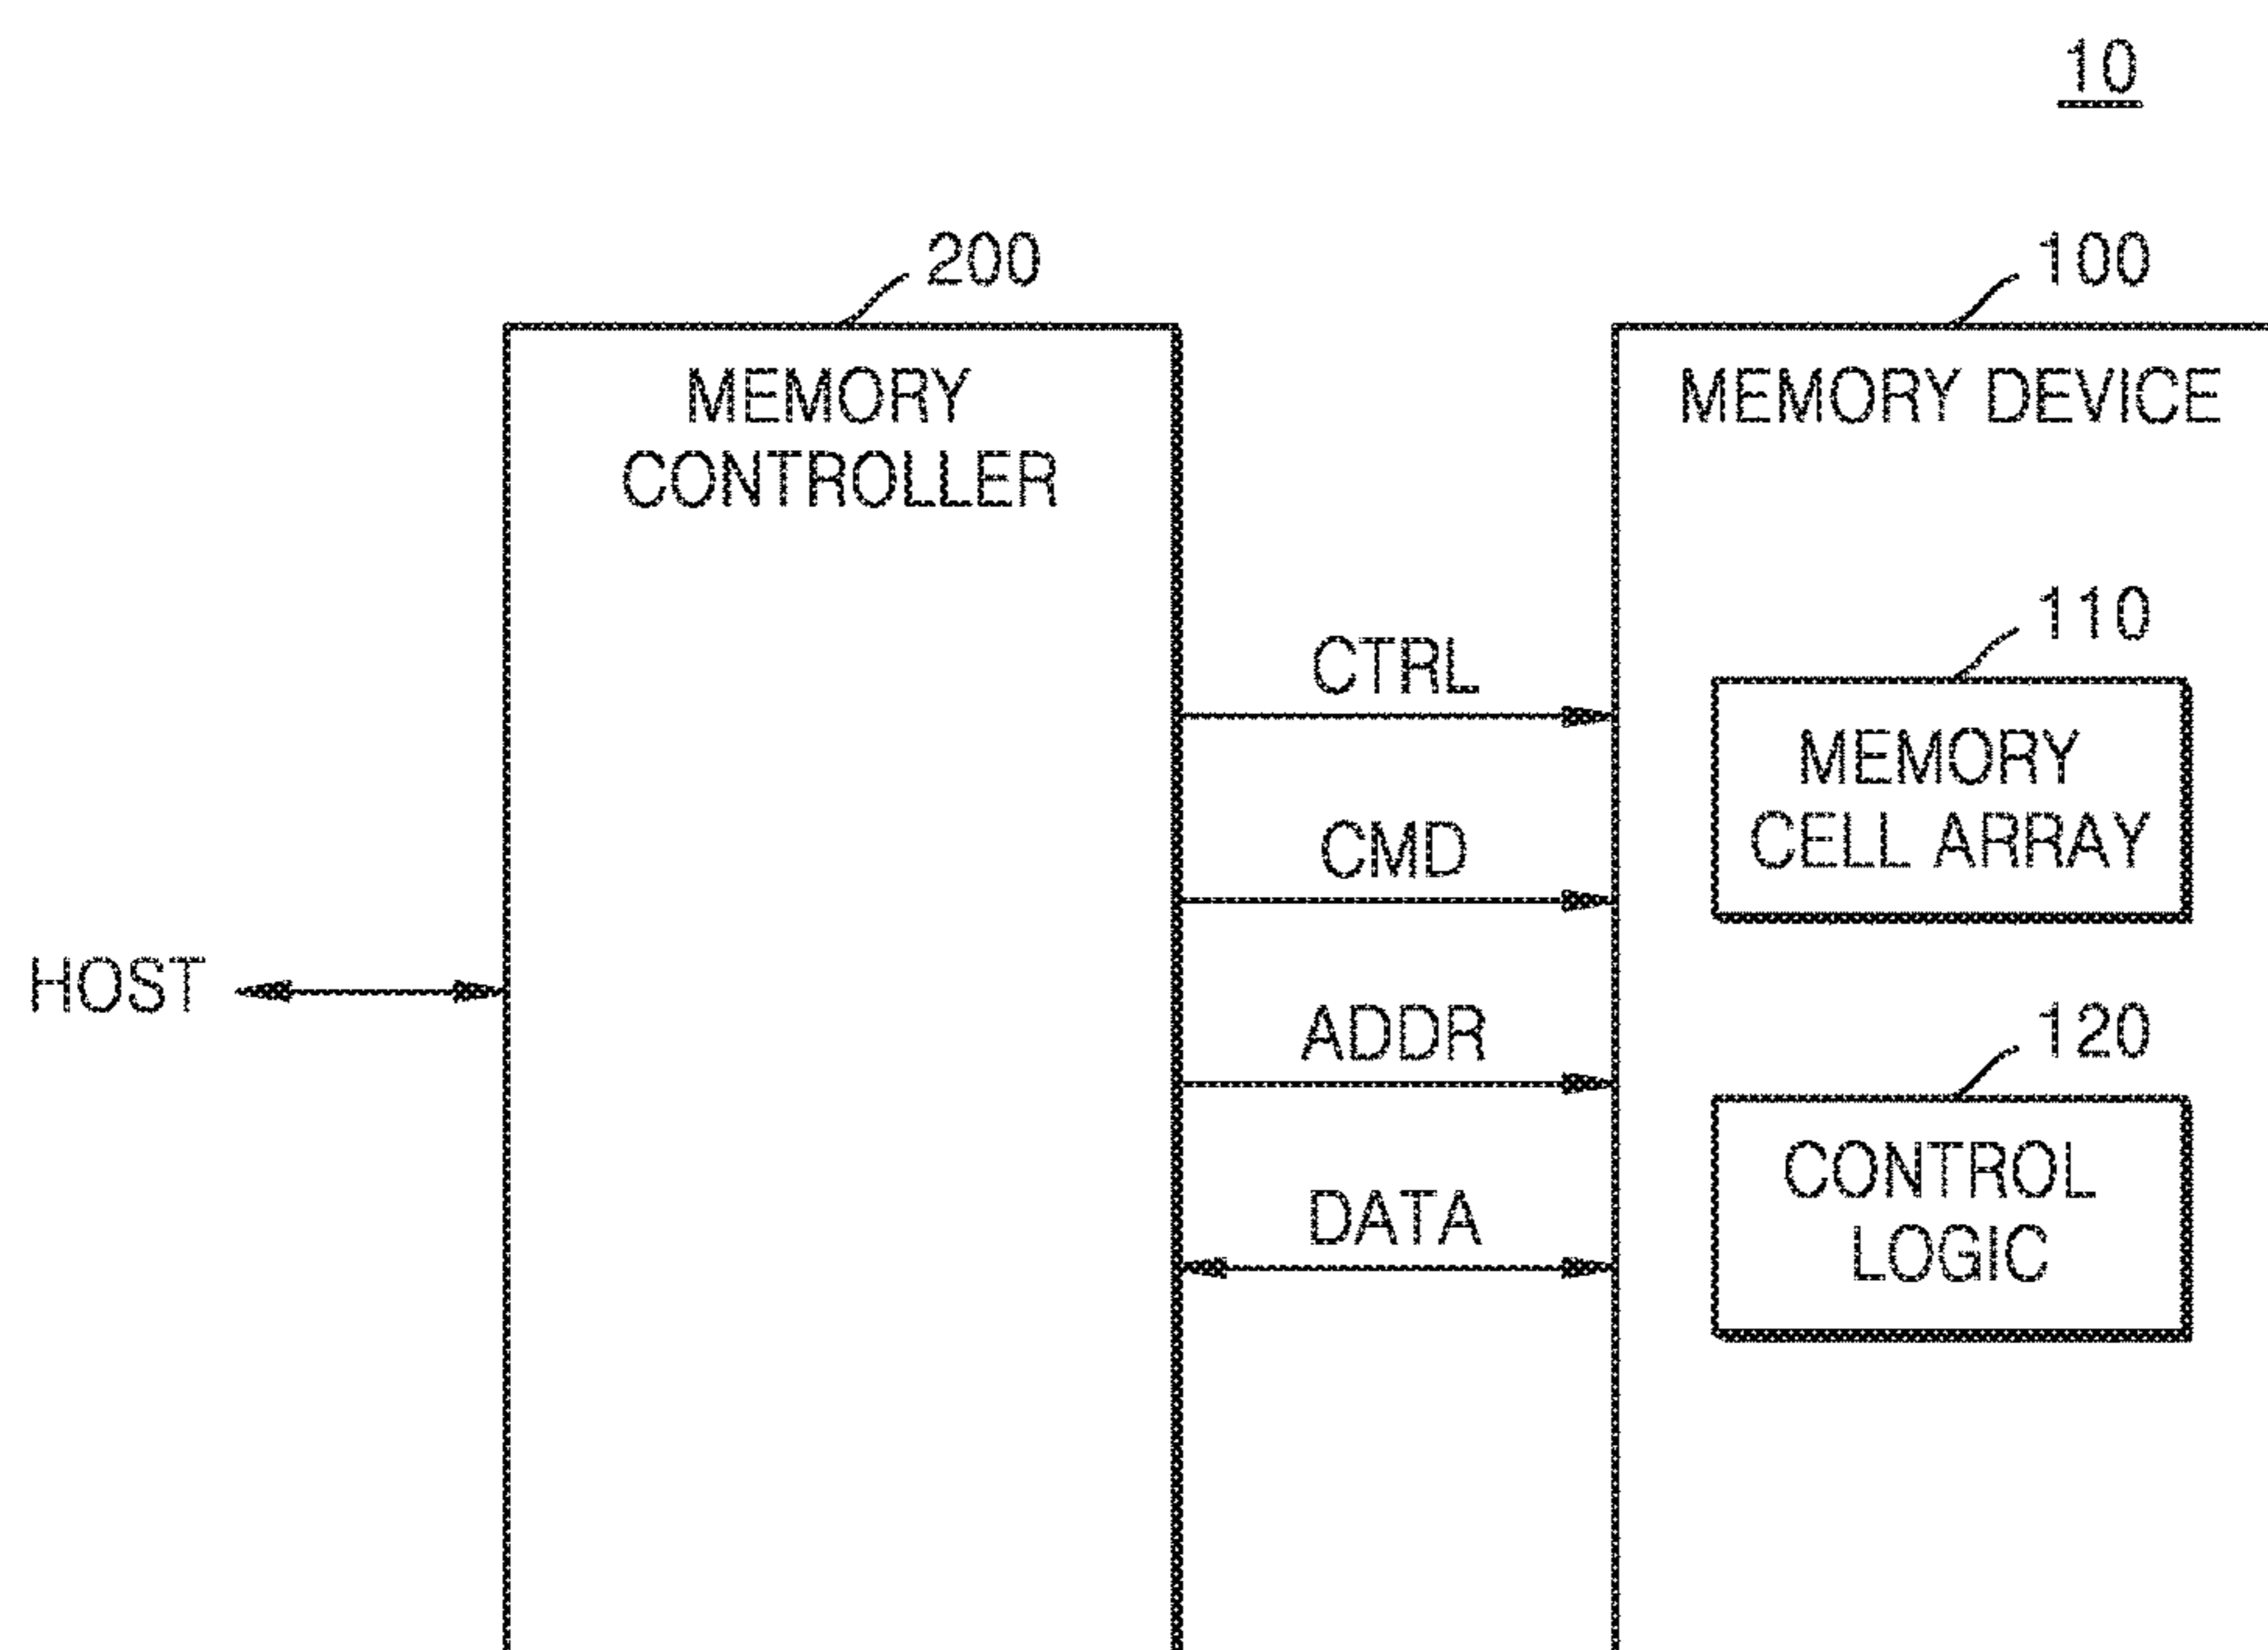 10
200
100
MEMORY
CONTROLLER
MEMORY DEVICE
110
CTRL
MEMORY
CELL ARRAY
CMD
HOST
ADDR
120
CONTROL
LOGIC
DATA